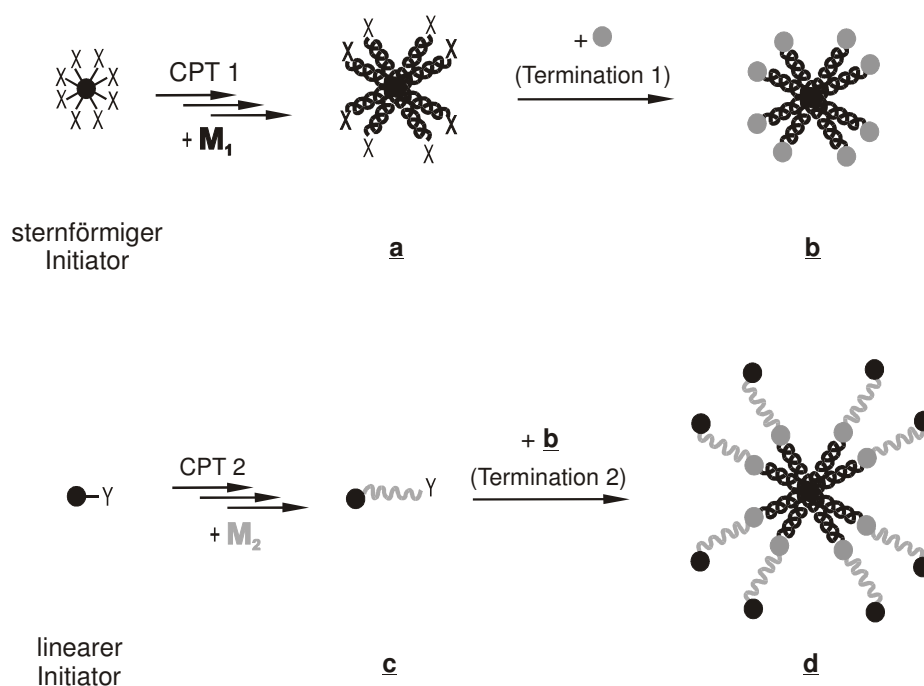 X X X X X X X X
CPT 1
+ M₁
X X X X X X X X
+
(Termination 1)
sternförmiger
Initiator
a
b
Y
CPT 2
+ M₂
Y
+ b
(Termination 2)
linearer
Initiator
c
d